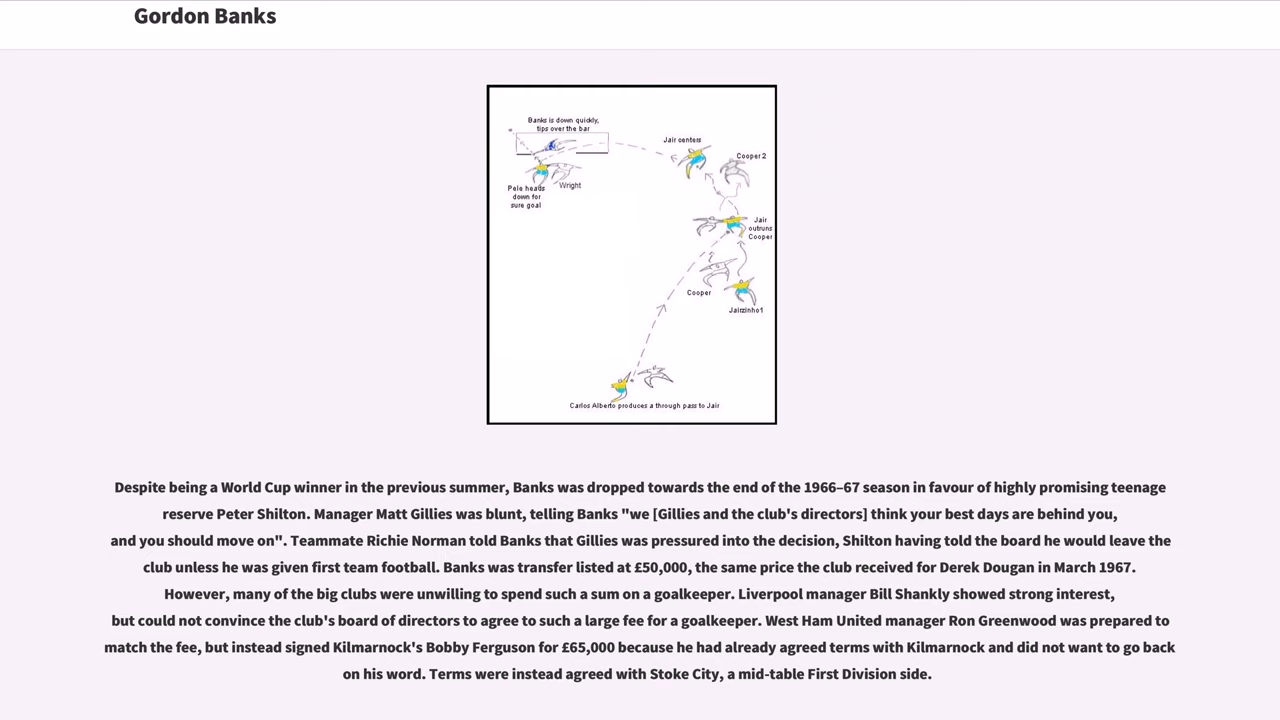 Gordon Banks
Banks is down quickly,
tips over the bar
Jair centers
Cooper 2
Pele heads
down for
sure goal
Wright
Jair
outruns
Cooper
Cooper
Jairzinho1
Carlos Alberto produces a through pass to Jair
Despite being a World Cup winner in the previous summer, Banks was dropped towards the end of the 1966–67 season in favour of highly promising teenage
reserve Peter Shilton. Manager Matt Gillies was blunt, telling Banks "we [Gillies and the club's directors] think your best days are behind you,
and you should move on". Teammate Richie Norman told Banks that Gillies was pressured into the decision, Shilton having told the board he would leave the
club unless he was given first team football. Banks was transfer listed at £50,000, the same price the club received for Derek Dougan in March 1967.
However, many of the big clubs were unwilling to spend such a sum on a goalkeeper. Liverpool manager Bill Shankly showed strong interest,
but could not convince the club's board of directors to agree to such a large fee for a goalkeeper. West Ham United manager Ron Greenwood was prepared to
match the fee, but instead signed Kilmarnock's Bobby Ferguson for £65,000 because he had already agreed terms with Kilmarnock and did not want to go back
on his word. Terms were instead agreed with Stoke City, a mid-table First Division side.